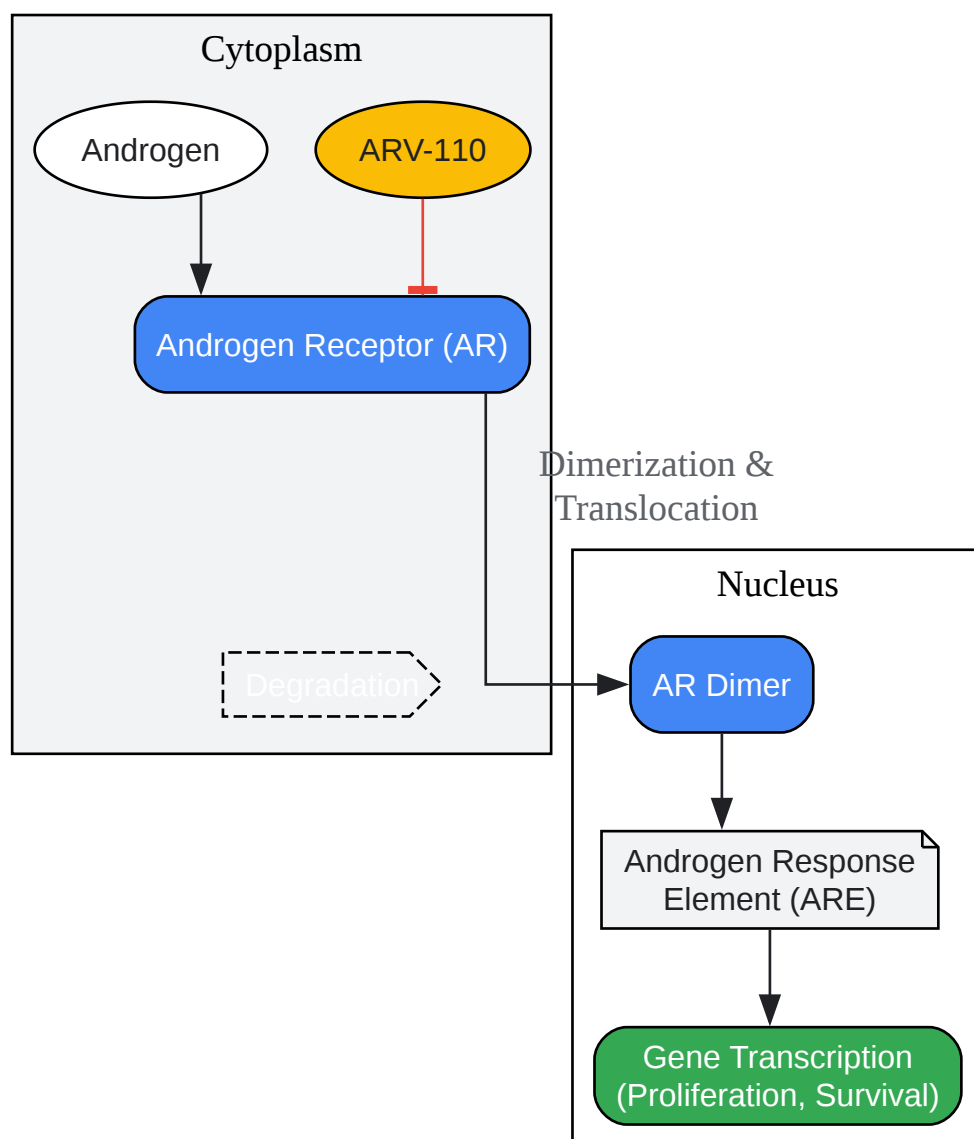 Cytoplasm
Androgen
ARV-110
Androgen Receptor (AR)
Dimerization &
Translocation
Nucleus
Degradation
AR Dimer
Androgen Response
Element (ARE)
Gene Transcription
(Proliferation, Survival)